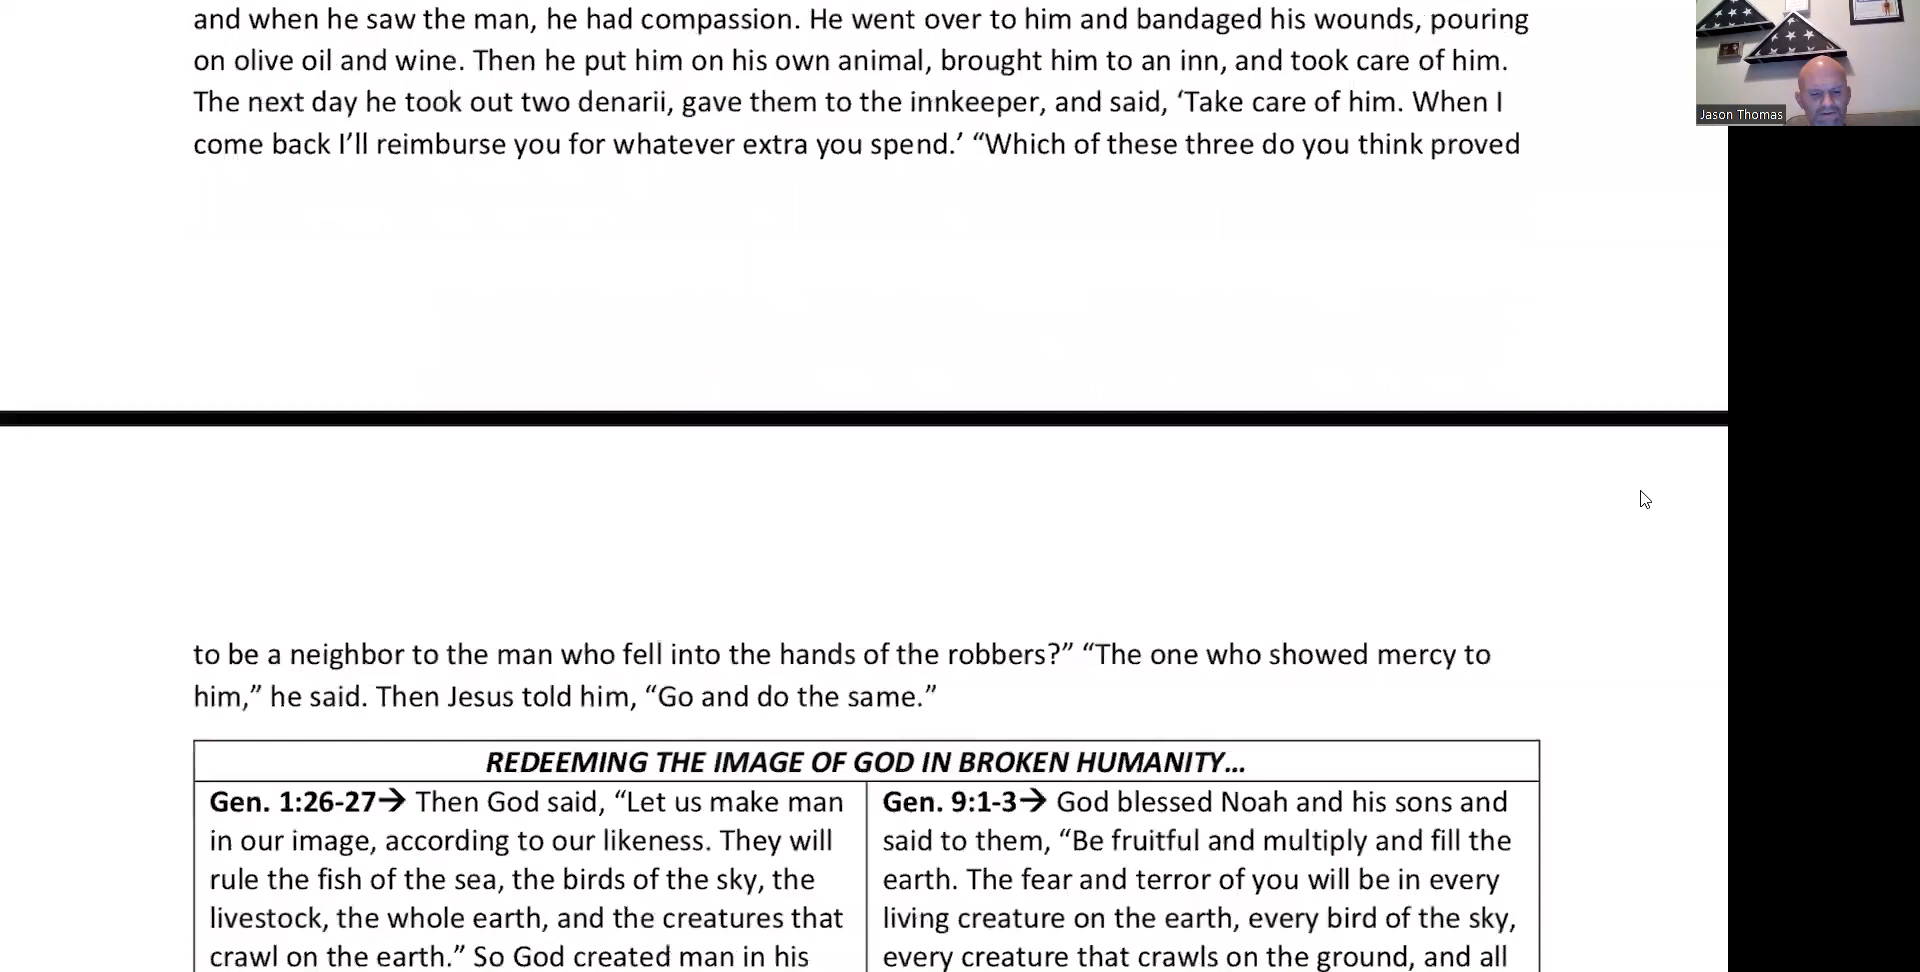 and when he saw the man, he had compassion. He went over to him and bandaged his wounds, pouring
on olive oil and wine. Then he put him on his own animal, brought him to an inn, and took care of him.
The next day he took out two denarii, gave them to the innkeeper, and said, ‘Take care of him. When I
come back I’ll reimburse you for whatever extra you spend.’ “Which of these three do you think proved
Jason Thomas
to be a neighbor to the man who fell into the hands of the robbers?” “The one who showed mercy to
him,” he said. Then Jesus told him, “Go and do the same.”
REDEEMING THE IMAGE OF GOD IN BROKEN HUMANITY...
Gen. 1:26-27→ Then God said, “Let us make man
in our image, according to our likeness. They will
rule the fish of the sea, the birds of the sky, the
livestock, the whole earth, and the creatures that
crawl on the earth.” So God created man in his
Gen. 9:1-3→ God blessed Noah and his sons and
said to them, “Be fruitful and multiply and fill the
earth. The fear and terror of you will be in every
living creature on the earth, every bird of the sky,
every creature that crawls on the ground, and all